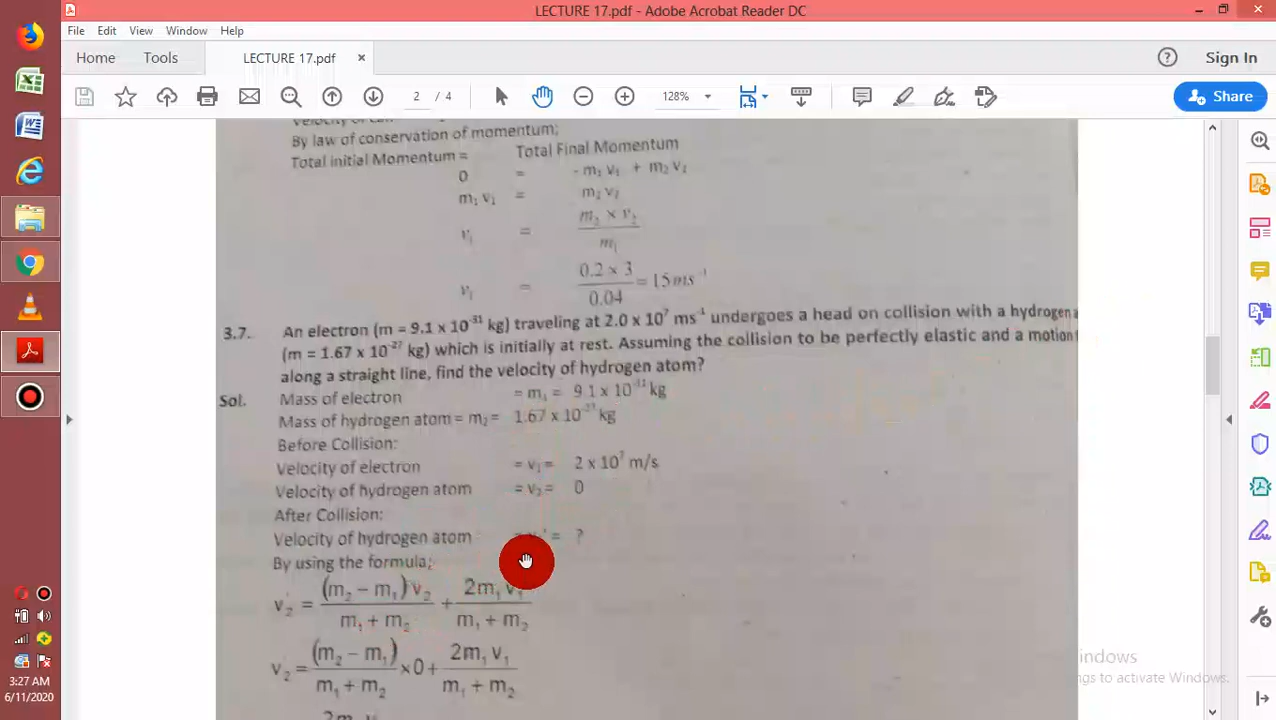 LECTURE 17.pdf - Adobe Acrobat Reader DC
File Edit View Window Help
Home Tools LECTURE 17.pdf ×
Sign In
2 / 4 128% Share
By law of conservation of momentum;
Total initial Momentum = Total Final Momentum
0 = - m₁ v₁ + m₂ v₂
m₁ v₁ = m₂ v₂
v₁ = m₂ × v₂ / m₁
v₁ = 0.2 x 3 / 0.04 = 15 ms⁻¹
3.7. An electron (m = 9.1 x 10⁻³¹ kg) traveling at 2.0 x 10⁷ ms⁻¹ undergoes a head on collision with a hydrogen
(m = 1.67 x 10⁻²⁷ kg) which is initially at rest. Assuming the collision to be perfectly elastic and a motion
along a straight line, find the velocity of hydrogen atom?
Sol. Mass of electron = m₁ = 9.1 x 10⁻³¹ kg
Mass of hydrogen atom = m₂ = 1.67 x 10⁻²⁷ kg
Before Collision:
Velocity of electron = v₁ = 2 x 10⁷ m/s
Velocity of hydrogen atom = v₂ = 0
After Collision:
Velocity of hydrogen atom = = ?
By using the formula;
v₂' = (m₂ − m₁) v₂ / m₁ + m₂ + 2m₁ v₁ / m₁ + m₂
v₂' = (m₂ − m₁) / m₁ + m₂ ×0 + 2m₁ v₁ / m₁ + m₂
3:27 AM
6/11/2020
to activate Windows.